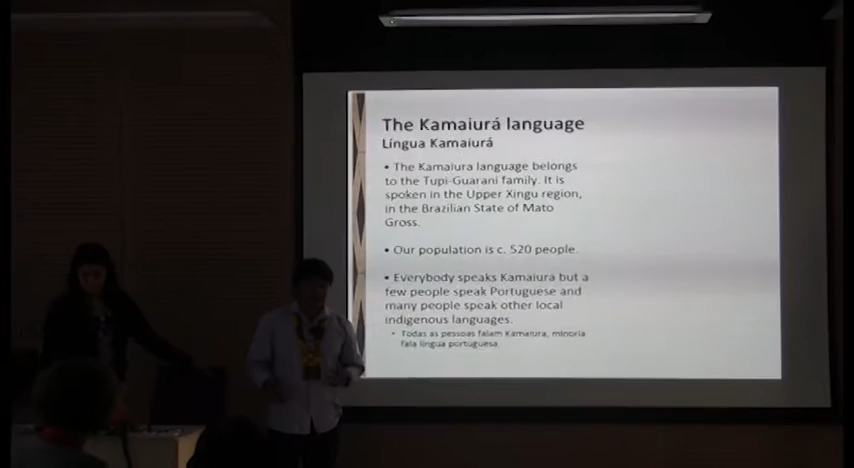 The Kamaiurá language
Língua Kamaiurá
• The Kamaiura language belongs
to the Tupi-Guarani family. It is
spoken in the Upper Xingu region,
in the Brazilian State of Mato
Gross.
• Our population is c. 520 people.
• Everybody speaks Kamaiurá but a
few people speak Portuguese and
many people speak other local
indigenous languages.
• Todas as pessoas falam Kamaiura, minoria
fala língua portuguesa.